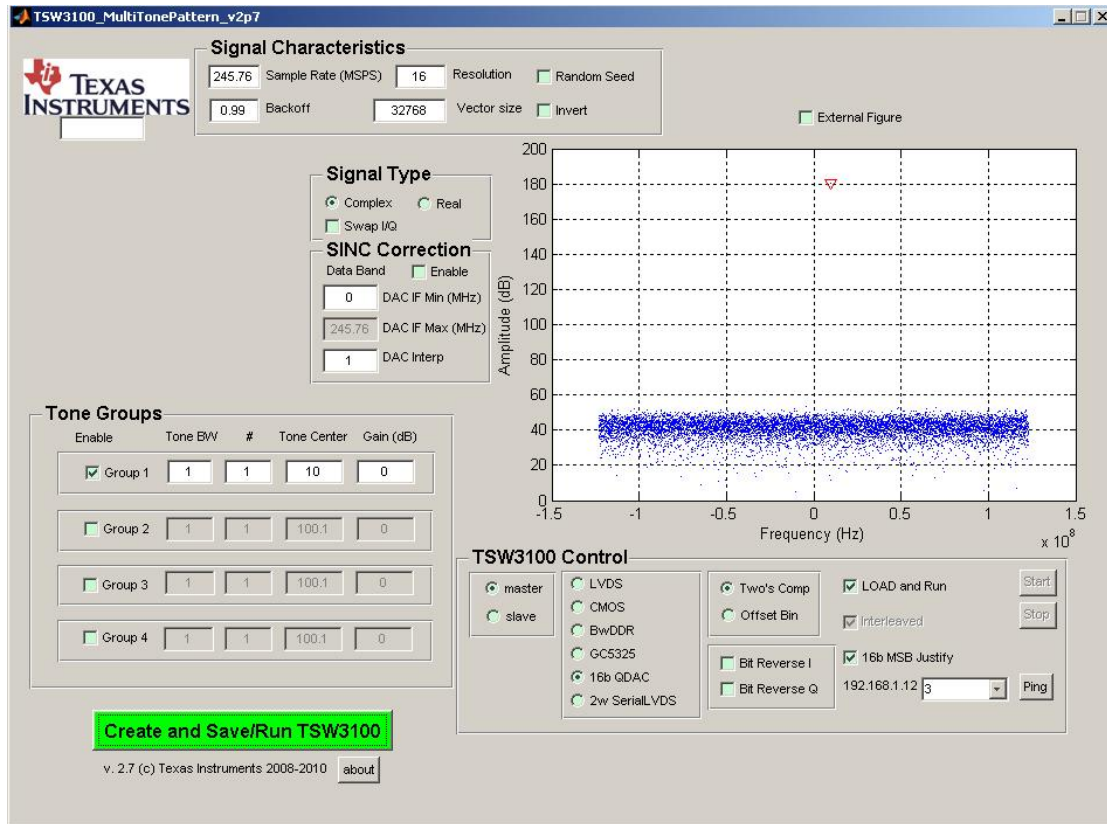 TSW3100_MultiTonePattern_v2p7
TEXAS
INSTRUMENTS
Signal Characteristics
245.76 Sample Rate (MSPS) 16 Resolution Random Seed
0.99 Backoff 32768 Vector size Invert
External Figure
Signal Type
Complex Real
Swap I/Q
SINC Correction
Data Band Enable
0 DAC IF Min (MHz)
245.76 DAC IF Max (MHz)
1 DAC Interp
Amplitude (dB)
200
180
160
140
120
100
80
60
40
20
0
-1.5 -1 -0.5 0 0.5 1 1.5
Frequency (Hz)
x 10^8
Tone Groups
Enable Tone BW # Tone Center Gain (dB)
Group 1 1 1 10 0
Group 2 1 1 100.1 0
Group 3 1 1 100.1 0
Group 4 1 1 100.1 0
TSW3100 Control
master
slave
LVDS
CMOS
BwDDR
GC5325
16b QDAC
2w SerialLVDS
Two's Comp
Offset Bin
Bit Reverse I
Bit Reverse Q
LOAD and Run
Interleaved
16b MSB Justify
192.168.1.12 3 Ping
Start
Stop
Create and Save/Run TSW3100
v. 2.7 (c) Texas Instruments 2008-2010 about